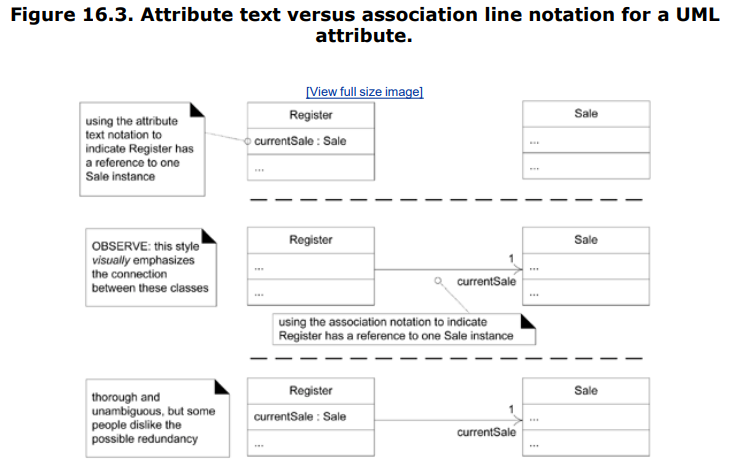 Figure 16.3. Attribute text versus association line notation for a UML
attribute.
[View full size image]
using the attribute
text notation to
indicate Register has
a reference to one
Sale instance
Register
currentSale : Sale
...
Sale
...
...
OBSERVE: this style
visually emphasizes
the connection
between these classes
Register
...
...
1
currentSale
Sale
...
...
using the association notation to indicate
Register has a reference to one Sale instance
thorough and
unambiguous, but some
people dislike the
possible redundancy
Register
currentSale : Sale
...
1
currentSale
Sale
...
...